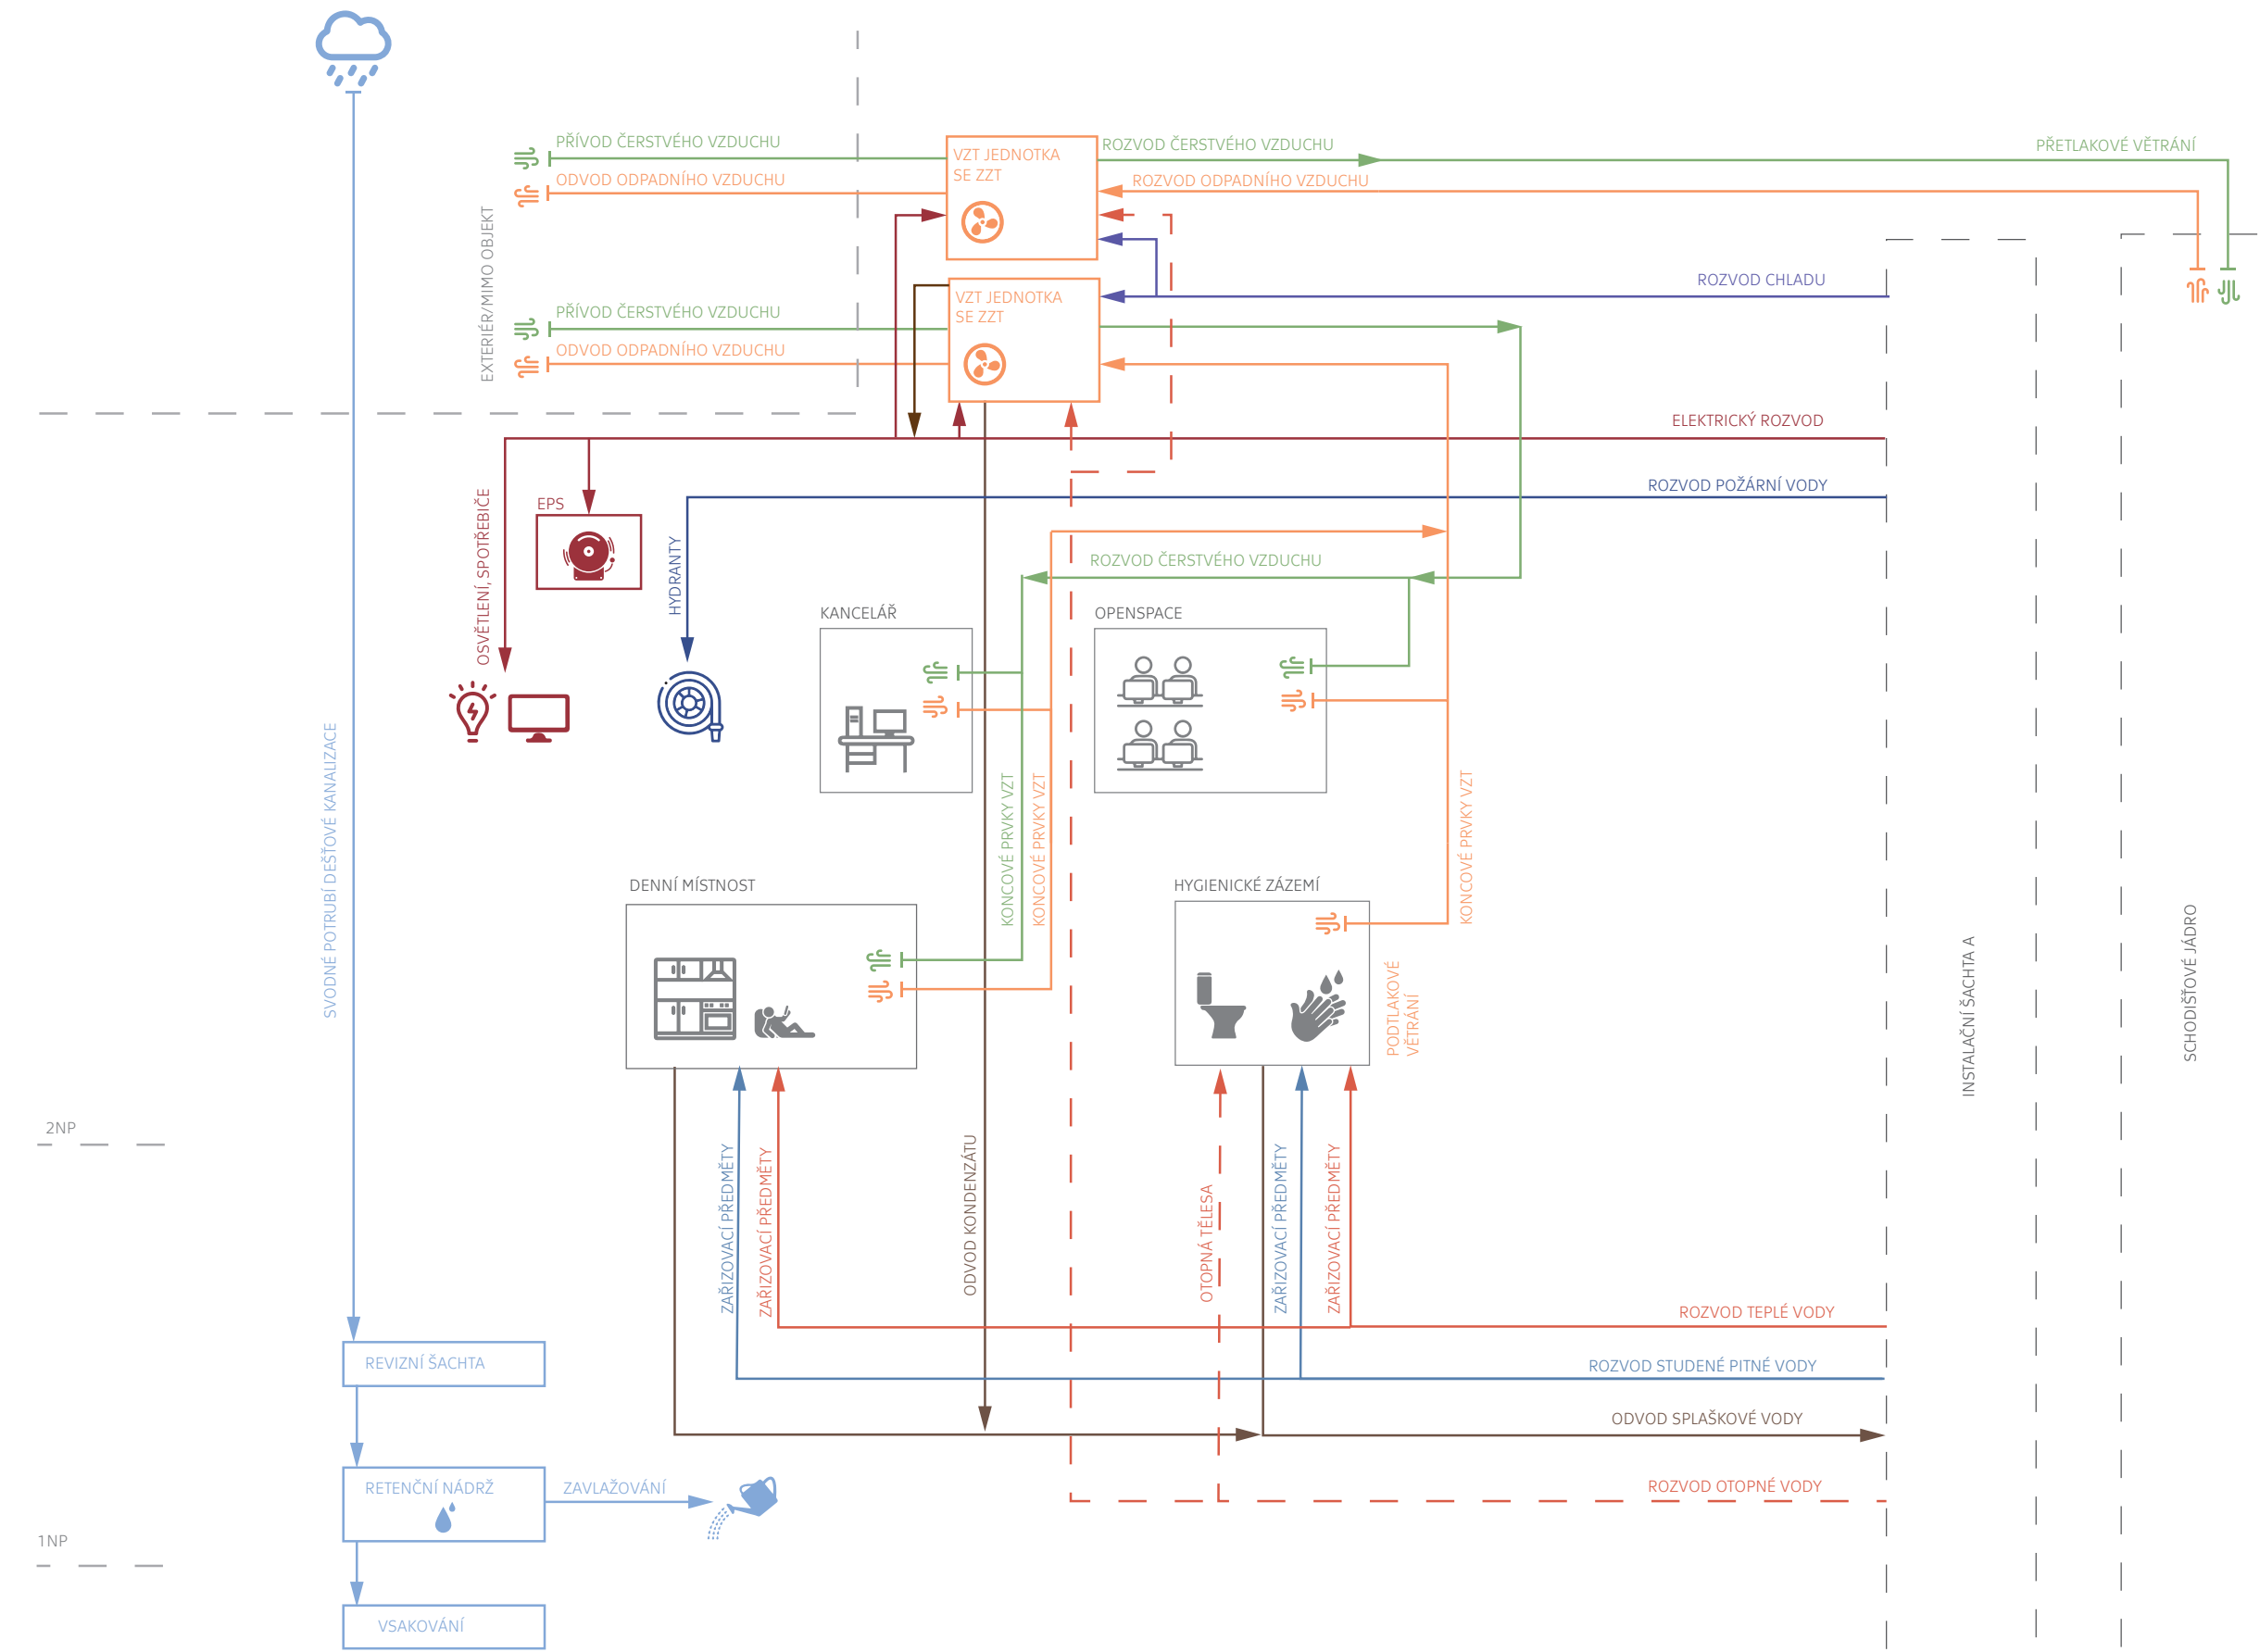 PŘÍVOD ČERSTVÉHO VZDUCHU
ODVOD ODPADNÍHO VZDUCHU
VZT JEDNOTKA
SE ZZT
ROZVOD ČERSTVÉHO VZDUCHU
ROZVOD ODPADNÍHO VZDUCHU
PŘETLAKOVÉ VĚTRÁNÍ
EXTERIÉR/MIMO OBJEKT
ROZVOD CHLADU
PŘÍVOD ČERSTVÉHO VZDUCHU
ODVOD ODPADNÍHO VZDUCHU
VZT JEDNOTKA
SE ZZT
ELEKTRICKÝ ROZVOD
ROZVOD POŽÁRNÍ VODY
OSVĚTLENÍ, SPOTŘEBIČE
EPS
HYDRANTY
ROZVOD ČERSTVÉHO VZDUCHU
KANCELÁŘ
OPENSPACE
SVODNÉ POTRUBÍ DEŠŤOVÉ KANALIZACE
KONCOVÉ PRVKY VZT
KONCOVÉ PRVKY VZT
KONCOVÉ PRVKY VZT
DENNÍ MÍSTNOST
HYGIENICKÉ ZÁZEMÍ
PODTLAKOVÉ
VĚTRÁNÍ
INSTALAČNÍ ŠACHTA A
SCHODIŠŤOVÉ JÁDRO
2NP
ZAŘIZOVACÍ PŘEDMĚTY
ZAŘIZOVACÍ PŘEDMĚTY
ODVOD KONDENZÁTU
OTOPNÁ TĚLESA
ZAŘIZOVACÍ PŘEDMĚTY
ZAŘIZOVACÍ PŘEDMĚTY
ROZVOD TEPLÉ VODY
REVIZNÍ ŠACHTA
ROZVOD STUDENÉ PITNÉ VODY
ODVOD SPLAŠKOVÉ VODY
RETENČNÍ NÁDRŽ
ZAVLAŽOVÁNÍ
ROZVOD OTOPNÉ VODY
1NP
VSAKOVÁNÍ